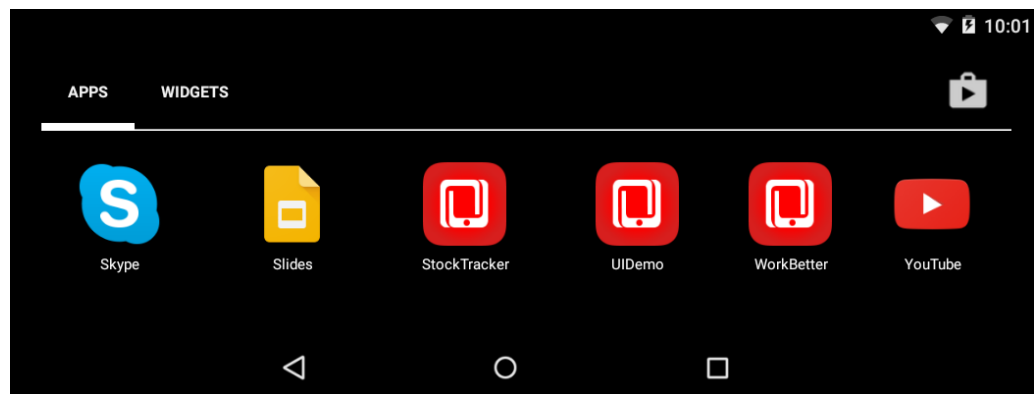 10:01
APPS WIDGETS
S
Skype Slides StockTracker UIDemo WorkBetter YouTube